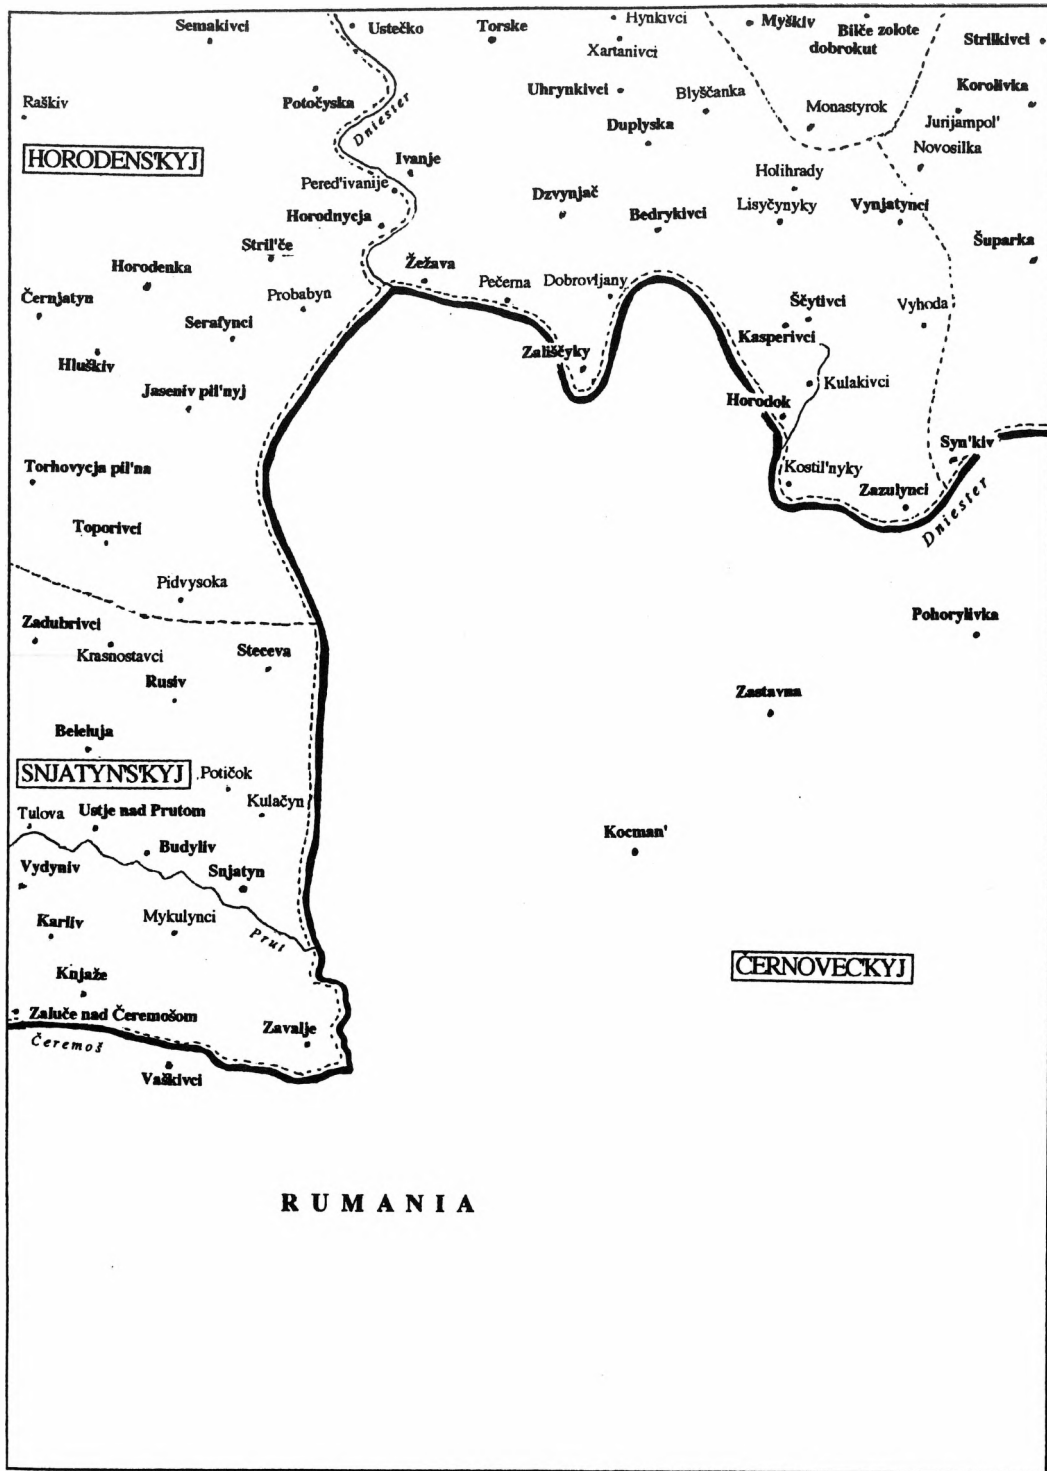 Semakivci
Ustečko
Torske
Hynkivci
Myškiv
Bilče zolote
dobrokut
Strilkivci
Xartanivci
Raškiv
Potočyska
Dniester
Uhrynkivci
Blyščanka
Korolivka
Duplyska
Monastyrok
Jurijampol'
Novosilka
HORODENS'KYJ
Ivanje
Pered'ivanije
Holihrady
Horodnycja
Dzvynjač
Bedrykivci
Lisyčynyky
Vynjatynci
Stril'če
Šuparka
Horodenka
Žežava
Pečerna
Dobrovljany
Černjatyn
Probabyn
Ščytivci
Vyhoda
Serafynci
Kasperivci
Hluškiv
Zališčyky
Jaseniv pil'nyj
Kulakivci
Horodok
Torhovycja pil'na
Syn'kiv
Kostil'nyky
Zazulynci
Dniester
Toporivci
Pidvysoka
Zadubrivci
Pohorylivka
Krasnostavci
Steceva
Rusiv
Zastavna
Beleluja
SNJATYN'SKYJ
Potičok
Kulačyn
Tulova
Ustje nad Prutom
Budyliv
Kocman'
Vydyniv
Snjatyn
Karliv
Mykulynci
Prut
ČERNOVEC'KYJ
Knjaže
Zaluče nad Čeremošom
Zavalje
Čeremoš
Vaškivci
RUMANIA